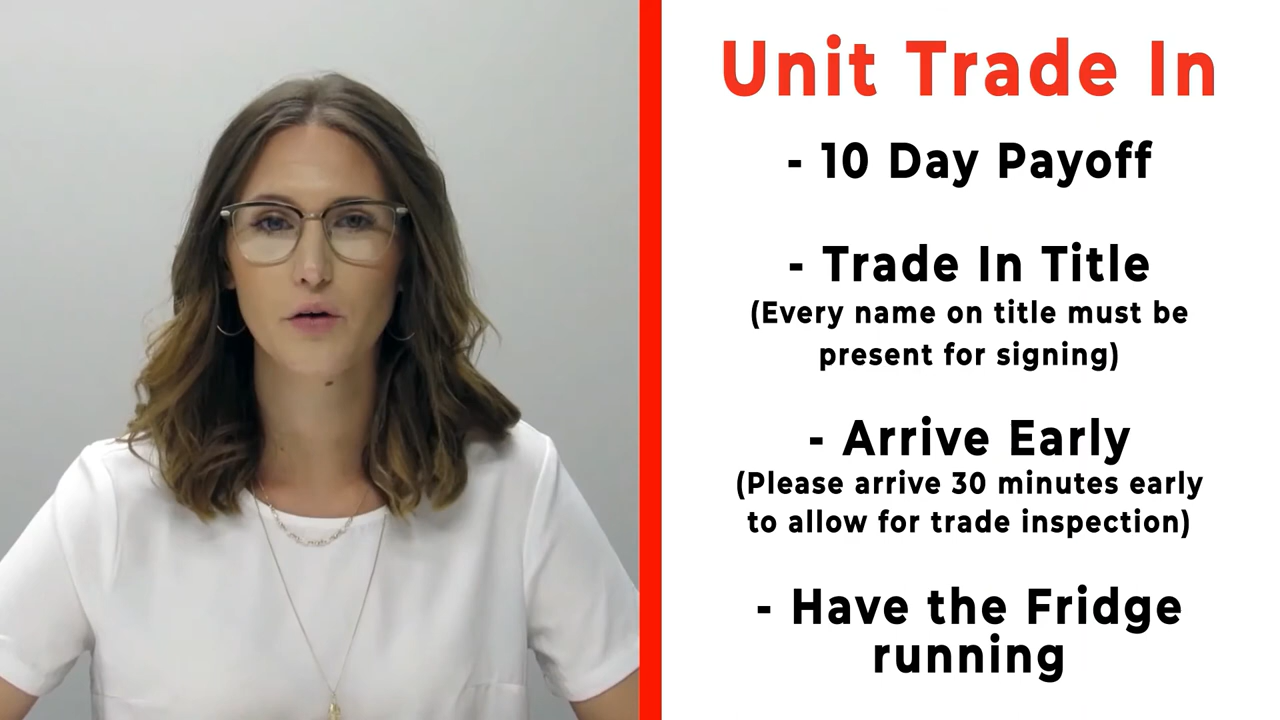 Unit Trade In
- 10 Day Payoff
- Trade In Title
(Every name on title must be
present for signing)
- Arrive Early
(Please arrive 30 minutes early
to allow for trade inspection)
- Have the Fridge
running